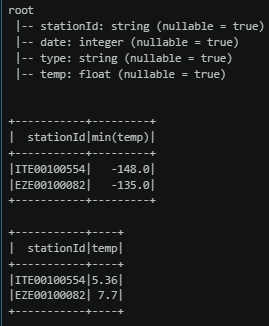 root
 |-- stationId: string (nullable = true)
 |-- date: integer (nullable = true)
 |-- type: string (nullable = true)
 |-- temp: float (nullable = true)
+-----------+---------+
|  stationId|min(temp)|
+-----------+---------+
|ITE00100554|   -148.0|
|EZE00100082|   -135.0|
+-----------+---------+
+-----------+----+
|  stationId|temp|
+-----------+----+
|ITE00100554|5.36|
|EZE00100082| 7.7|
+-----------+----+